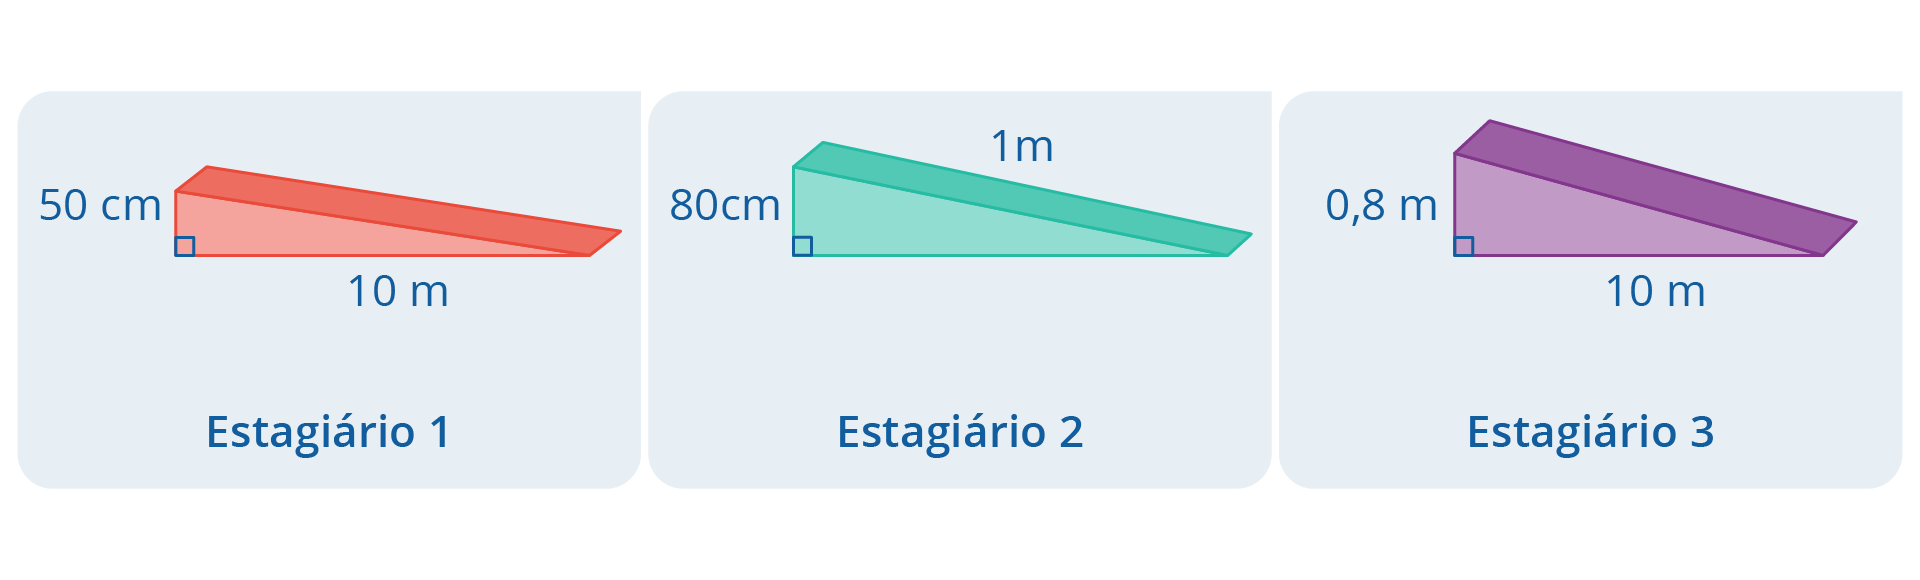 50 cm
10 m
Estagiário 1
1m
80cm
Estagiário 2
0,8 m
10 m
Estagiário 3